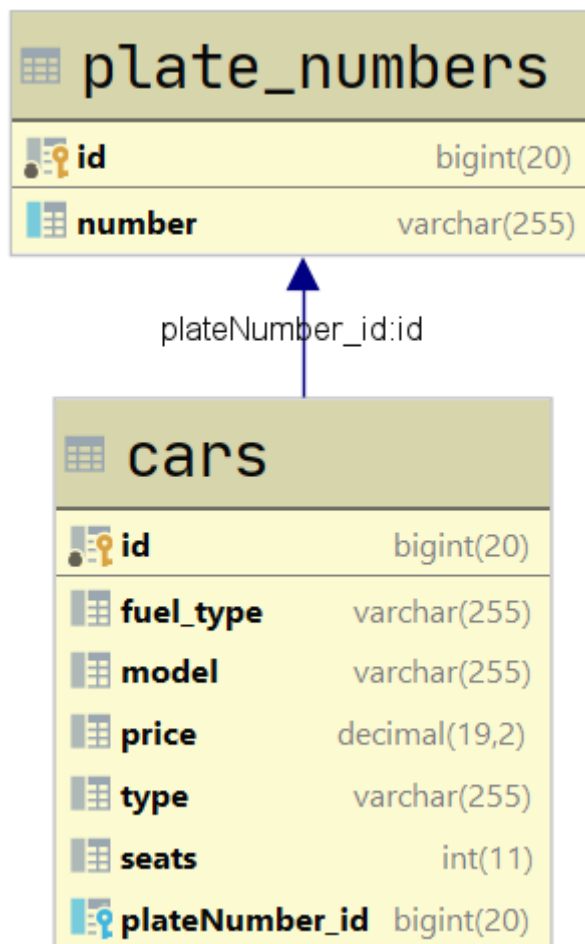 plate_numbers
id bigint(20)
number varchar(255)
plateNumber_id:id
cars
id bigint(20)
fuel_type varchar(255)
model varchar(255)
price decimal(19,2)
type varchar(255)
seats int(11)
plateNumber_id bigint(20)